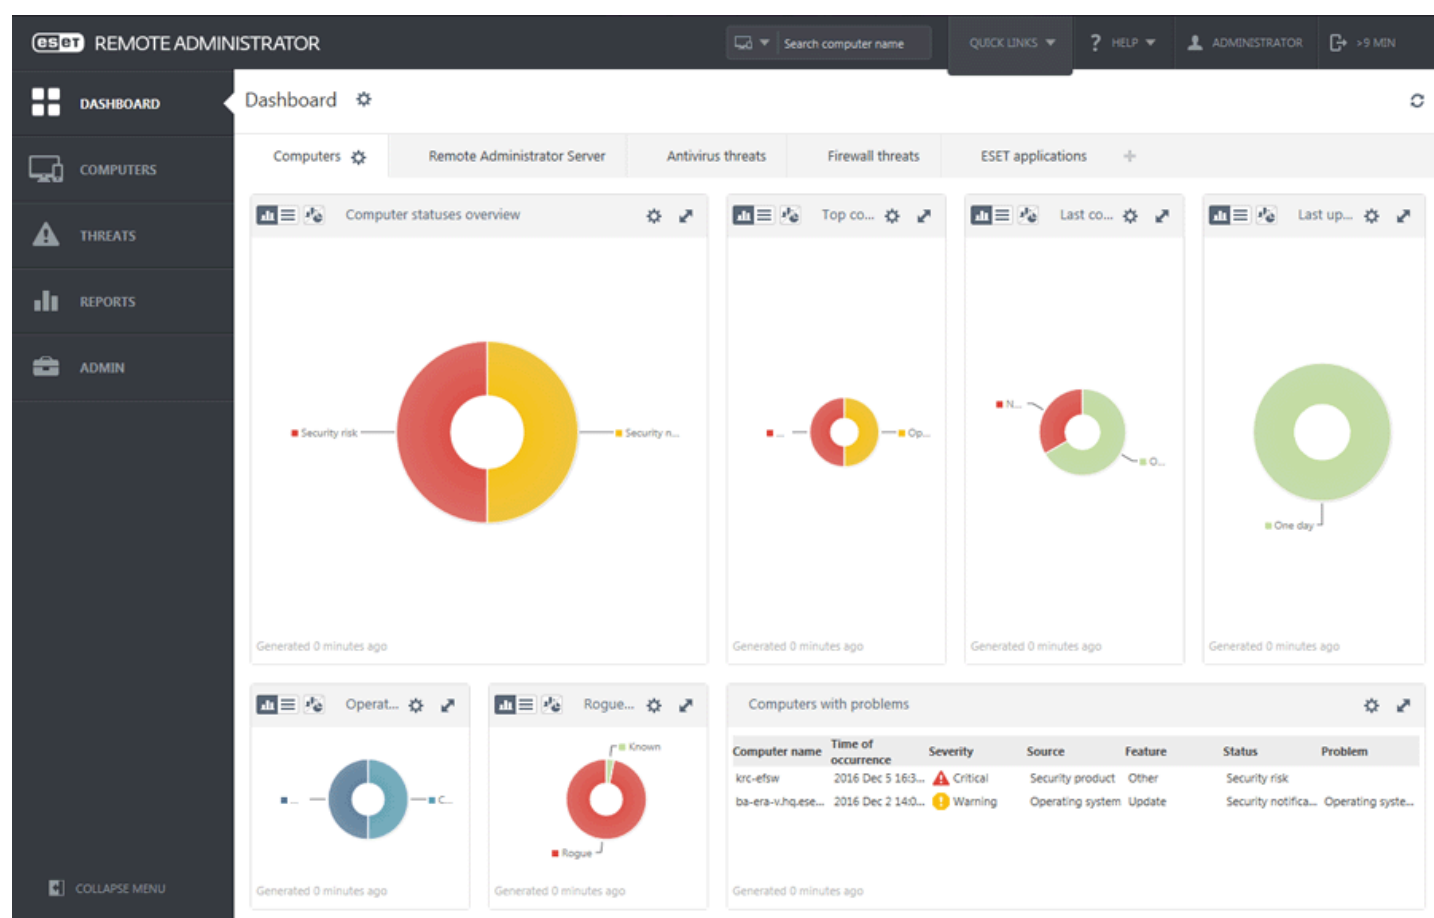 eset REMOTE ADMINISTRATOR
Search computer name
QUICK LINKS
? HELP
ADMINISTRATOR
>9 MIN
DASHBOARD
COMPUTERS
THREATS
REPORTS
ADMIN
COLLAPSE MENU
Dashboard
Computers
Remote Administrator Server
Antivirus threats
Firewall threats
ESET applications
+
Computer statuses overview
Security risk
Security n...
Generated 0 minutes ago
Top co...
...
Op...
Generated 0 minutes ago
Last co...
N...
O...
Generated 0 minutes ago
Last up...
One day
Generated 0 minutes ago
Operat...
...
C...
Generated 0 minutes ago
Rogue...
Known
Rogue
Generated 0 minutes ago
Computers with problems
Computer name Time of occurrence Severity Source Feature Status Problem
krc-efsw 2016 Dec 5 16:3... Critical Security product Other Security risk
ba-era-v.hq.ese... 2016 Dec 2 14:0... Warning Operating system Update Security notifica... Operating syste...
Generated 0 minutes ago